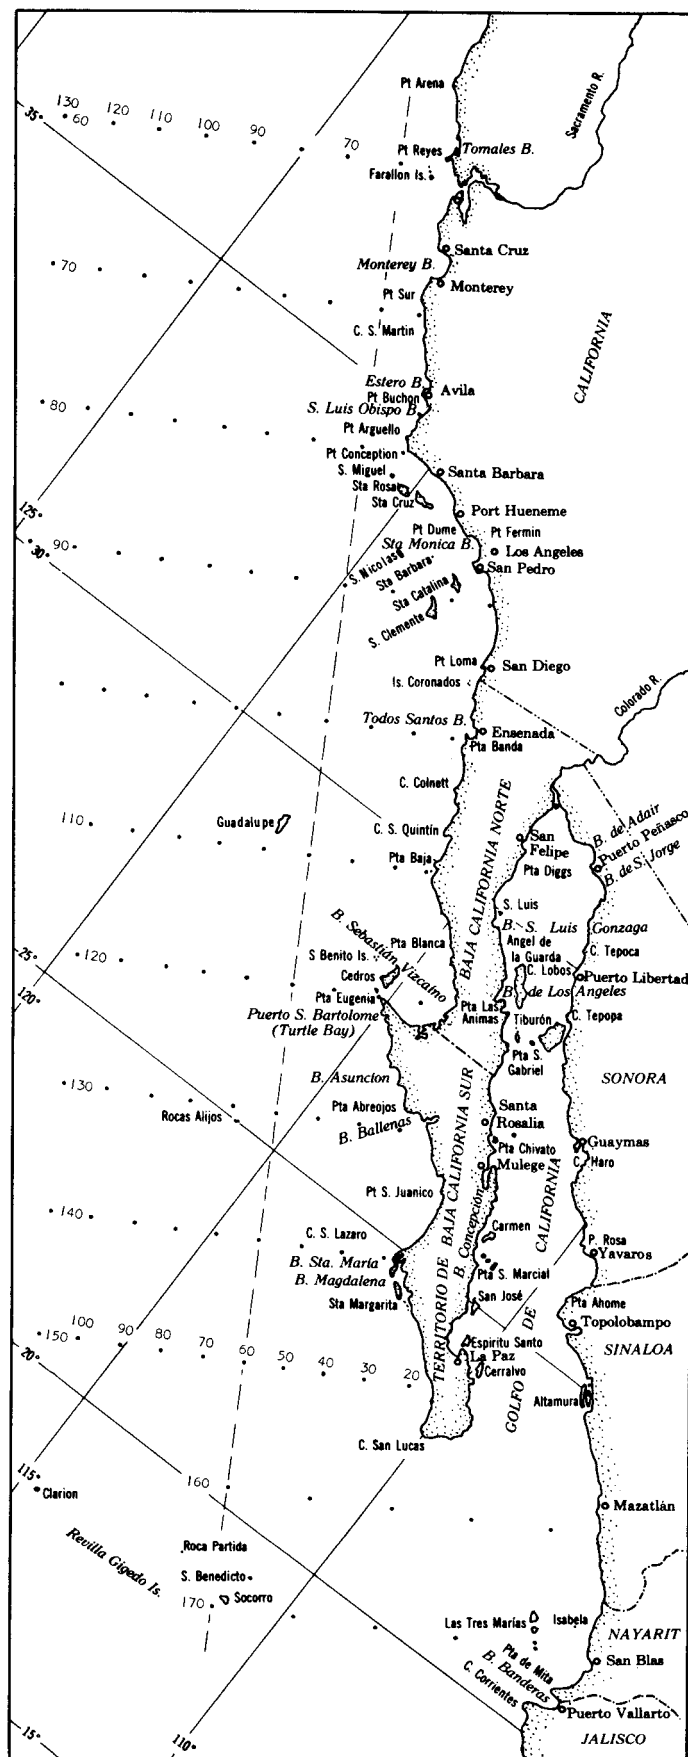 Pt Arena
Sacramento R.
35°
130 120 110 100 90
60
70
Pt Reyes
Tomales B.
Farallon Is.
Santa Cruz
Monterey B.
70
Pt Sur
Monterey
C. S. Martin
CALIFORNIA
Estero B.
Avila
Pt Buchon
80
S. Luis Obispo B.
Pt Arguello
Pt Conception
S. Miguel
Santa Barbara
Sta Rosa
Sta Cruz
125°
Port Hueneme
Pt Dume
Pt Fermin
30°
90
Sta Monica B.
Los Angeles
S. Nicolas
Sta Barbara
San Pedro
Sta Catalina
S. Clemente
Pt Loma
San Diego
Is. Coronados
Colorado R.
Todos Santos B.
Ensenada
Pta Banda
C. Colnett
BAJA CALIFORNIA NORTE
110
Guadalupe
C. S. Quintín
San
Felipe
B. de Adair
Puerto Peñasco
B. de S. Jorge
Pta Baja
Pta Diggs
S. Luis
B. S. Luis Gonzaga
B. Sebastián Vizcaíno
Pta Blanca
Angel de
la Guarda
C. Tepoca
25°
120
S Benito Is.
Cedros
C. Lobos
Puerto Libertad
B. de Los Angeles
120°
Pta Eugenia
Pta Las
Animas
Puerto S. Bartolome
(Turtle Bay)
Tiburón
C. Tepopa
Pta S.
Gabriel
B. Asuncion
SONORA
130
Rocas Alijos
Pta Abreojos
B. Ballenas
Santa
Rosalia
Pta Chivato
Guaymas
Mulege
C. Haro
Pt S. Juanico
B. Concepción
140
C. S. Lazaro
Carmen
P. Rosa
B. Sta. María
Yavaros
B. Magdalena
Pta S. Marcial
Sta Margarita
San José
Pta Ahome
TERRITORIO DE BAJA CALIFORNIA SUR
GOLFO DE CALIFORNIA
Topolobampo
150 100 90 80 70 60 50 40 30 20
20°
Espiritu Santo
La Paz
SINALOA
Cerralvo
Altamura
C. San Lucas
115°
Clarion
160
Mazatlán
Revilla Gigedo Is.
Roca Partida
S. Benedicto
Socorro
170
Las Tres Marías
Isabela
NAYARIT
Pta de Mita
San Blas
B. Banderas
C. Corrientes
Puerto Vallarto
15°
110°
JALISCO